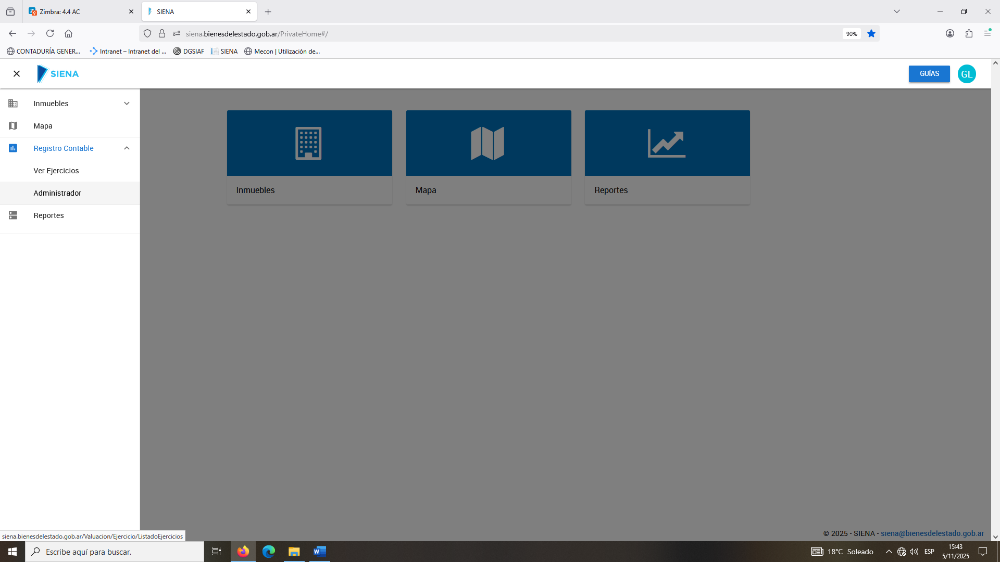 Zimbra: 4.4 AC
SIENA
siena.bienesdelestado.gob.ar/PrivateHome#/
90%
CONTADURÍA GENER...
Intranet – Intranet del ...
DGSIAF
SIENA
Mecon | Utilización de...
SIENA
GUÍAS
GL
Inmuebles
Mapa
Registro Contable
Ver Ejercicios
Administrador
Reportes
Inmuebles
Mapa
Reportes
siena.bienesdelestado.gob.ar/Valuacion/Ejercicio/ListadoEjercicios
© 2025 - SIENA - siena@bienesdelestado.gob.ar
Escribe aquí para buscar.
18°C Soleado
ESP
15:43
5/11/2025